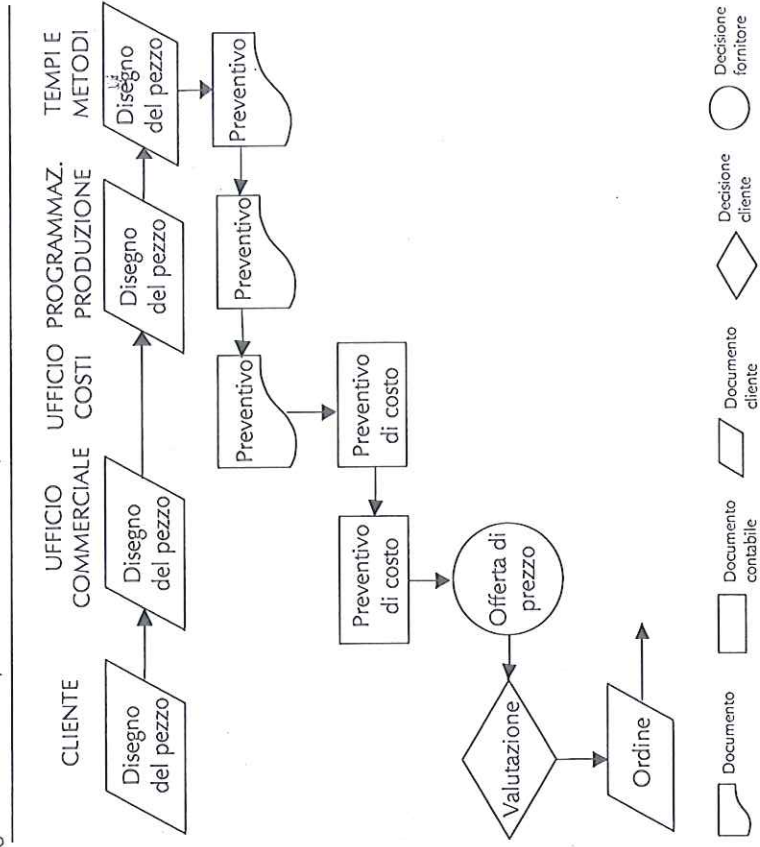 CLIENTE
UFFICIO
COMMERCIALE
UFFICIO
COSTI
PROGRAMMAZ.
PRODUZIONE
TEMPI E
METODI
Disegno
del pezzo
Disegno
del pezzo
Disegno
del pezzo
Disegno
del pezzo
Preventivo
Preventivo
Preventivo
Preventivo
di costo
Preventivo
di costo
Offerta di
prezzo
Valutazione
Ordine
Documento
Documento
contabile
Documento
cliente
Decisione
cliente
Decisione
fornitore